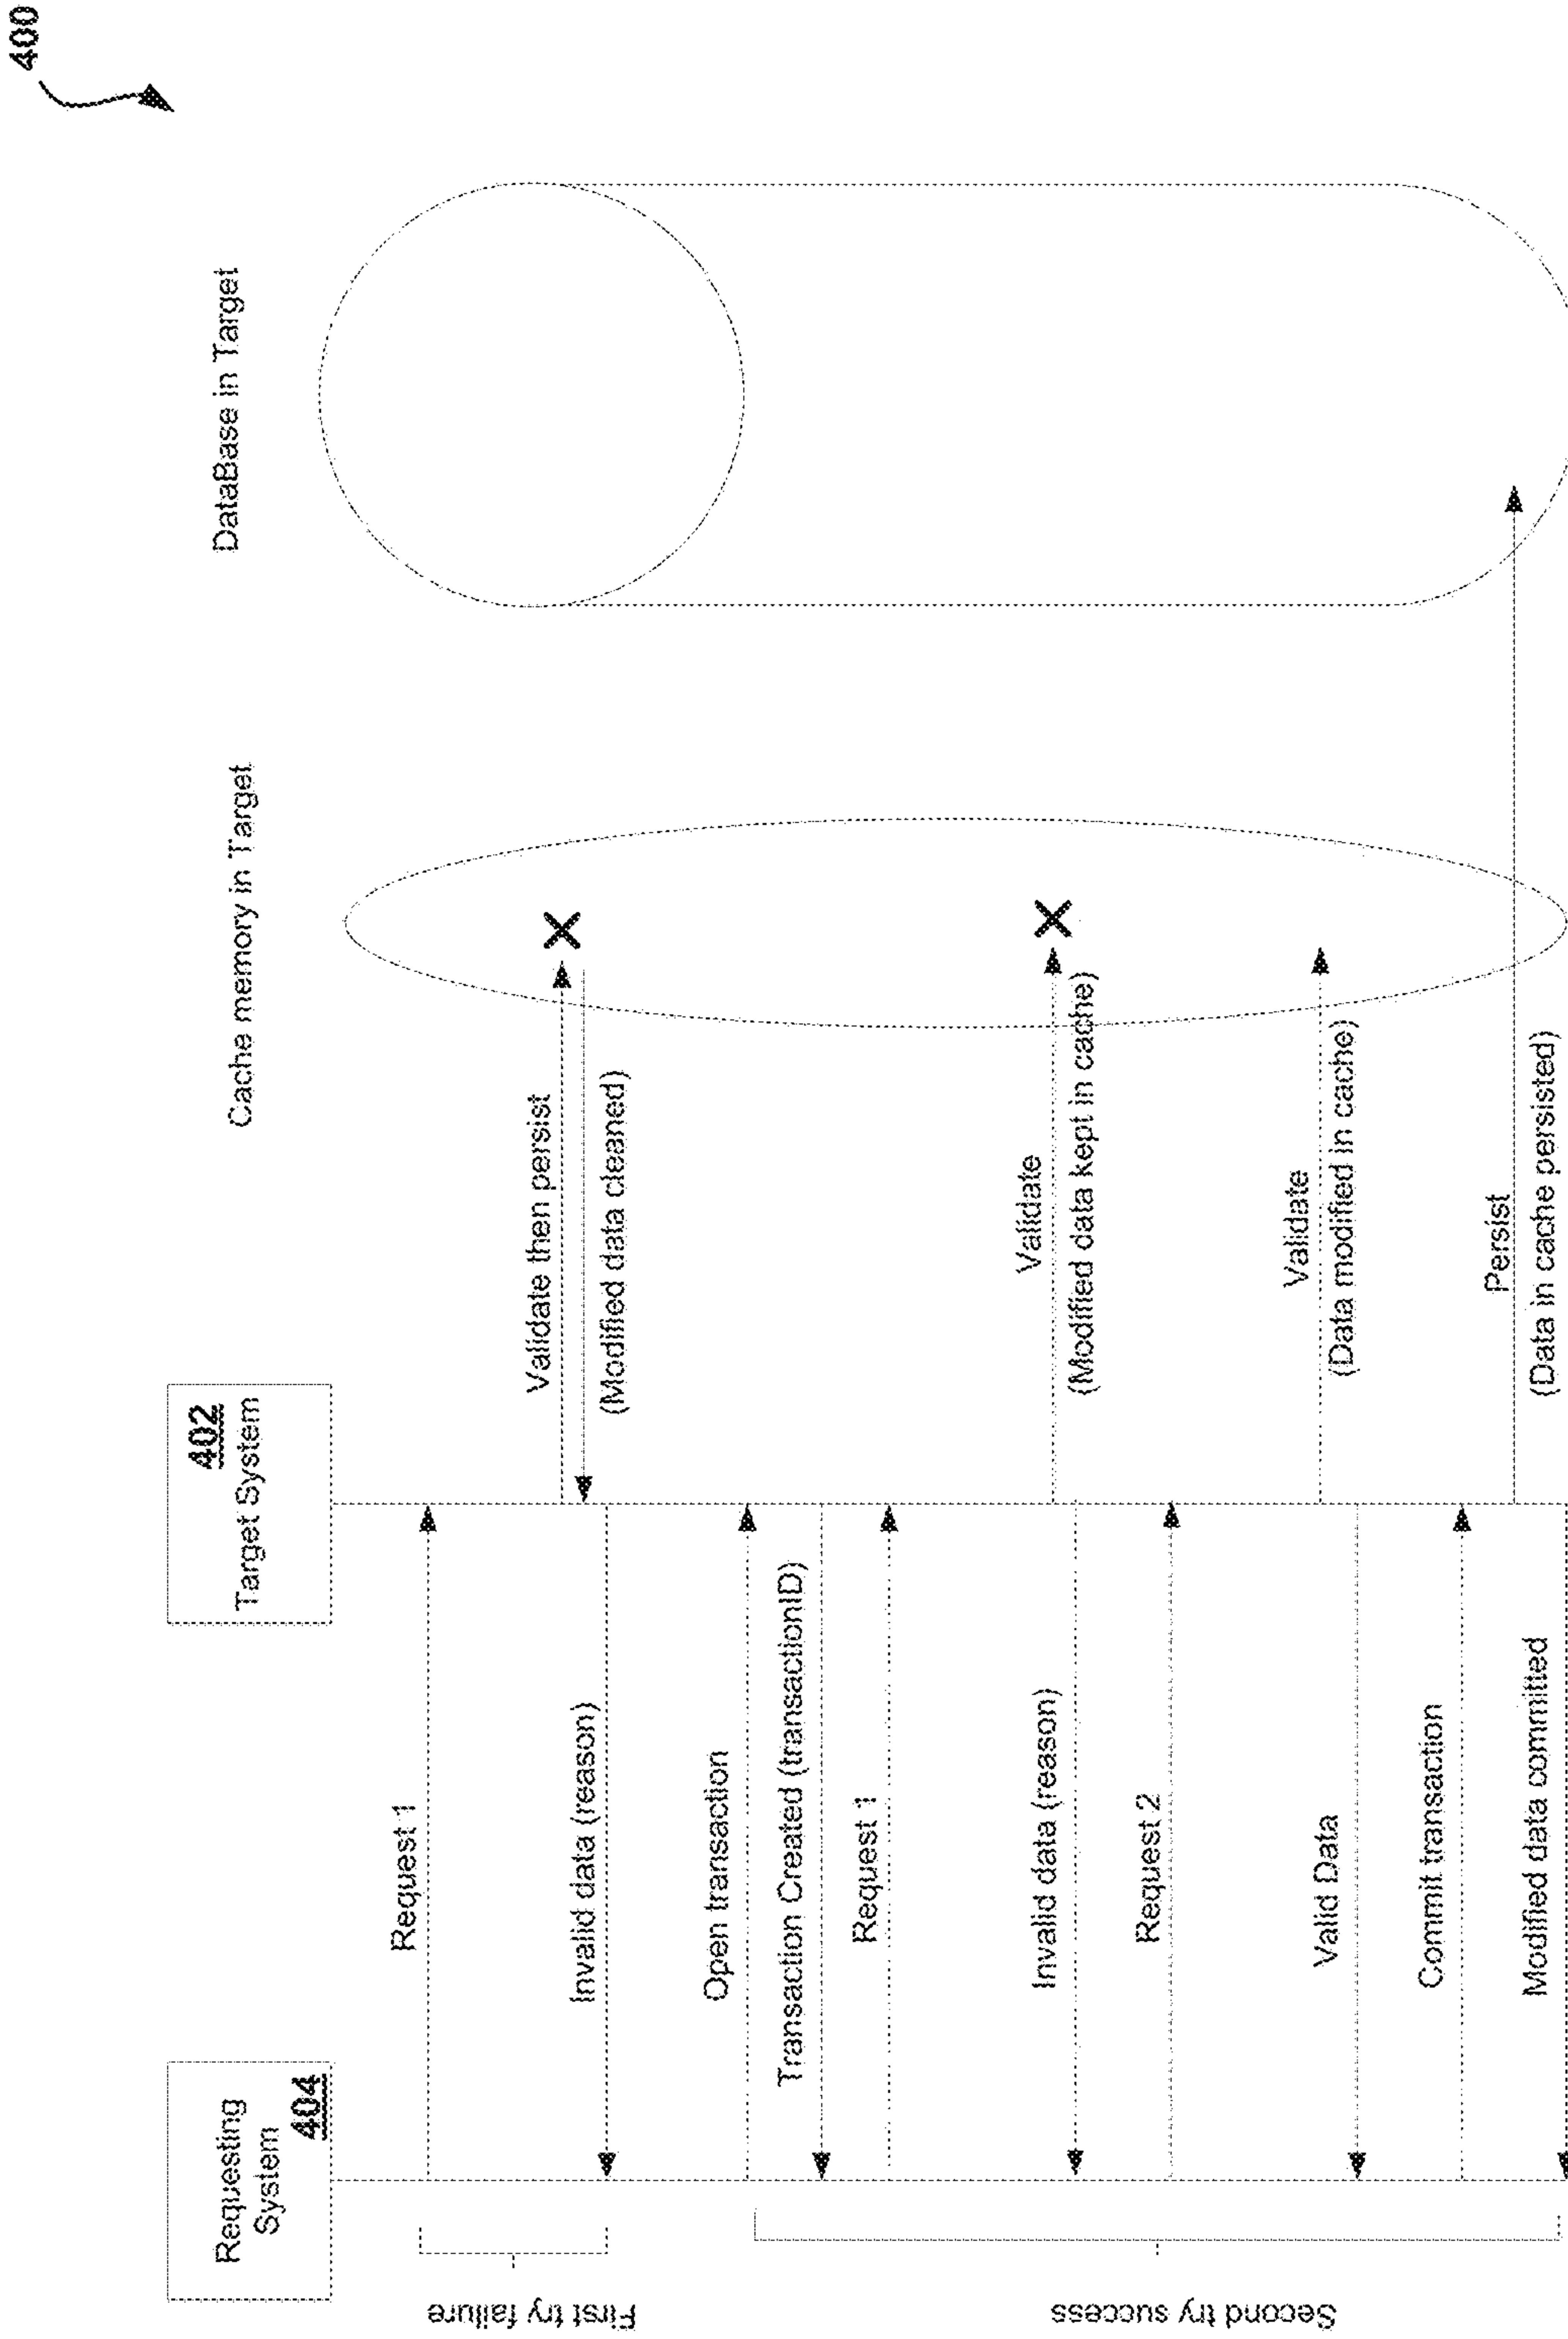 400
Requesting
System
404
402
Target System
Cache memory in Target
DataBase in Target
First try failure
Request 1
Validate then persist
(Modified data cleaned)
Invalid data (reason)
Second try success
Open transaction
Transaction Created (transactionID)
Request 1
Validate
(Modified data kept in cache)
Invalid data (reason)
Request 2
Validate
(Data modified in cache)
Valid Data
Commit transaction
Persist
(Data in cache persisted)
Modified data committed